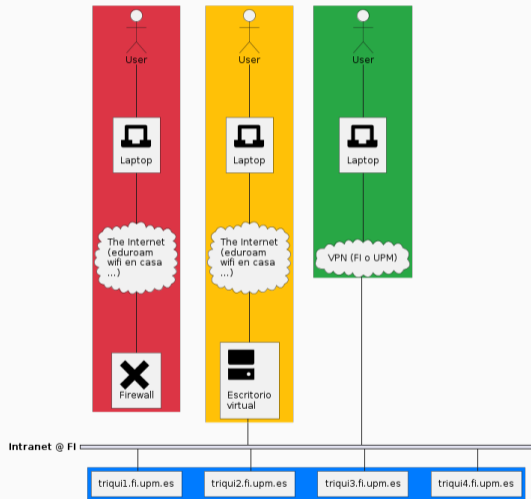 User
User
User
Laptop
Laptop
Laptop
The Internet
(eduroam
wifi en casa
...)
The Internet
(eduroam
wifi en casa
...)
VPN (FI o UPM)
Firewall
Escritorio
virtual
Intranet @ FI
triqui1.fi.upm.es
triqui2.fi.upm.es
triqui3.fi.upm.es
triqui4.fi.upm.es